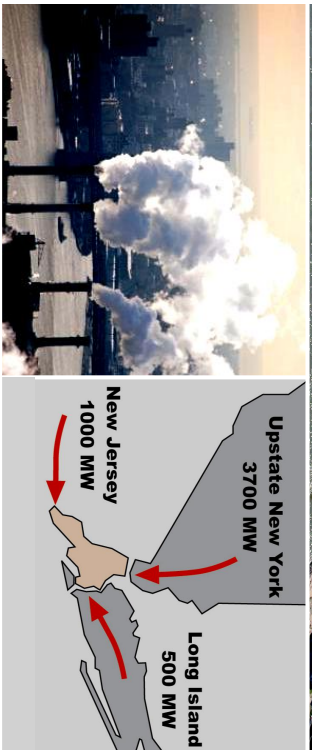 Upstate New York
3700 MW
New Jersey
1000 MW
Long Island
500 MW